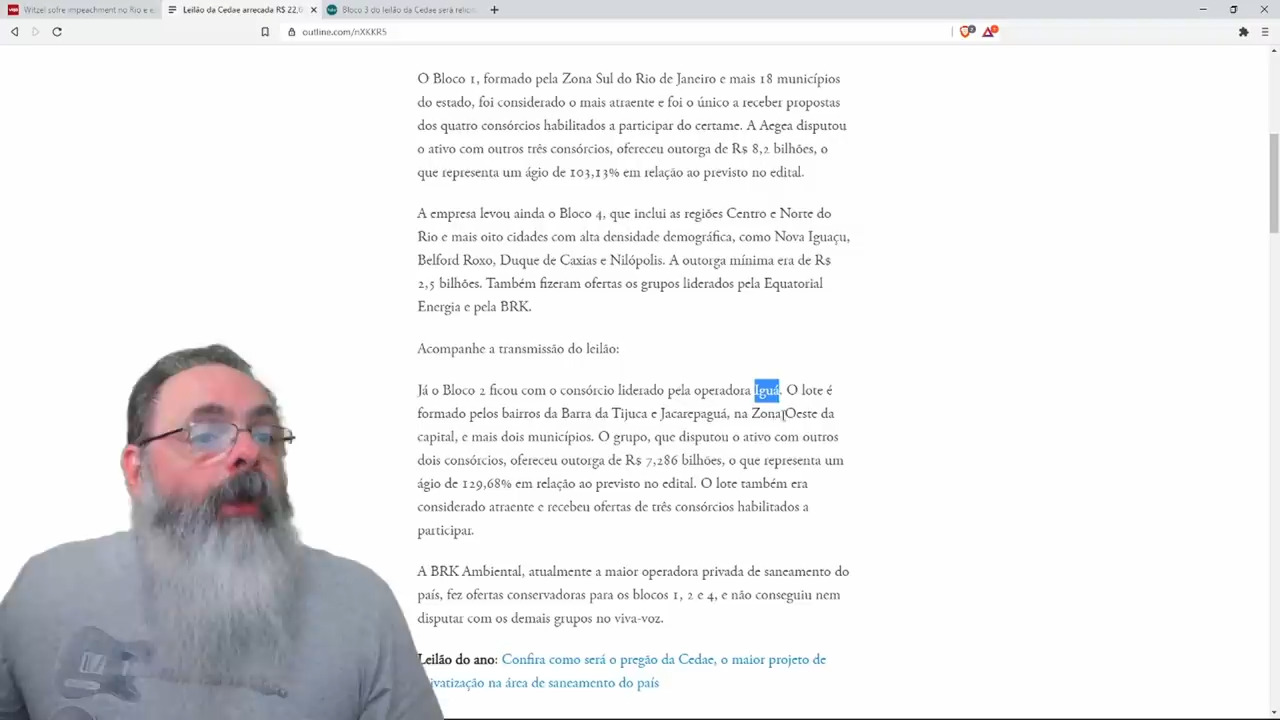 Witzel sofre impeachment no Rio e e
Leilão da Cedae arrecada R$ 22,6
Bloco 3 do leilão da Cedae será relici
outline.com/nXKKR5
O Bloco 1, formado pela Zona Sul do Rio de Janeiro e mais 18 municípios
do estado, foi considerado o mais atraente e foi o único a receber propostas
dos quatro consórcios habilitados a participar do certame. A Aegea disputou
o ativo com outros três consórcios, ofereceu outorga de R$ 8,2 bilhões, o
que representa um ágio de 103,13% em relação ao previsto no edital.
A empresa levou ainda o Bloco 4, que inclui as regiões Centro e Norte do
Rio e mais oito cidades com alta densidade demográfica, como Nova Iguaçu,
Belford Roxo, Duque de Caxias e Nilópolis. A outorga mínima era de R$
2,5 bilhões. Também fizeram ofertas os grupos liderados pela Equatorial
Energia e pela BRK.
Acompanhe a transmissão do leilão:
Já o Bloco 2 ficou com o consórcio liderado pela operadora Iguá. O lote é
formado pelos bairros da Barra da Tijuca e Jacarepaguá, na Zona Oeste da
capital, e mais dois municípios. O grupo, que disputou o ativo com outros
dois consórcios, ofereceu outorga de R$ 7,286 bilhões, o que representa um
ágio de 129,68% em relação ao previsto no edital. O lote também era
considerado atraente e recebeu ofertas de três consórcios habilitados a
participar.
A BRK Ambiental, atualmente a maior operadora privada de saneamento do
país, fez ofertas conservadoras para os blocos 1, 2 e 4, e não conseguiu nem
disputar com os demais grupos no viva-voz.
Leilão do ano: Confira como será o pregão da Cedae, o maior projeto de
ivatização na área de saneamento do país